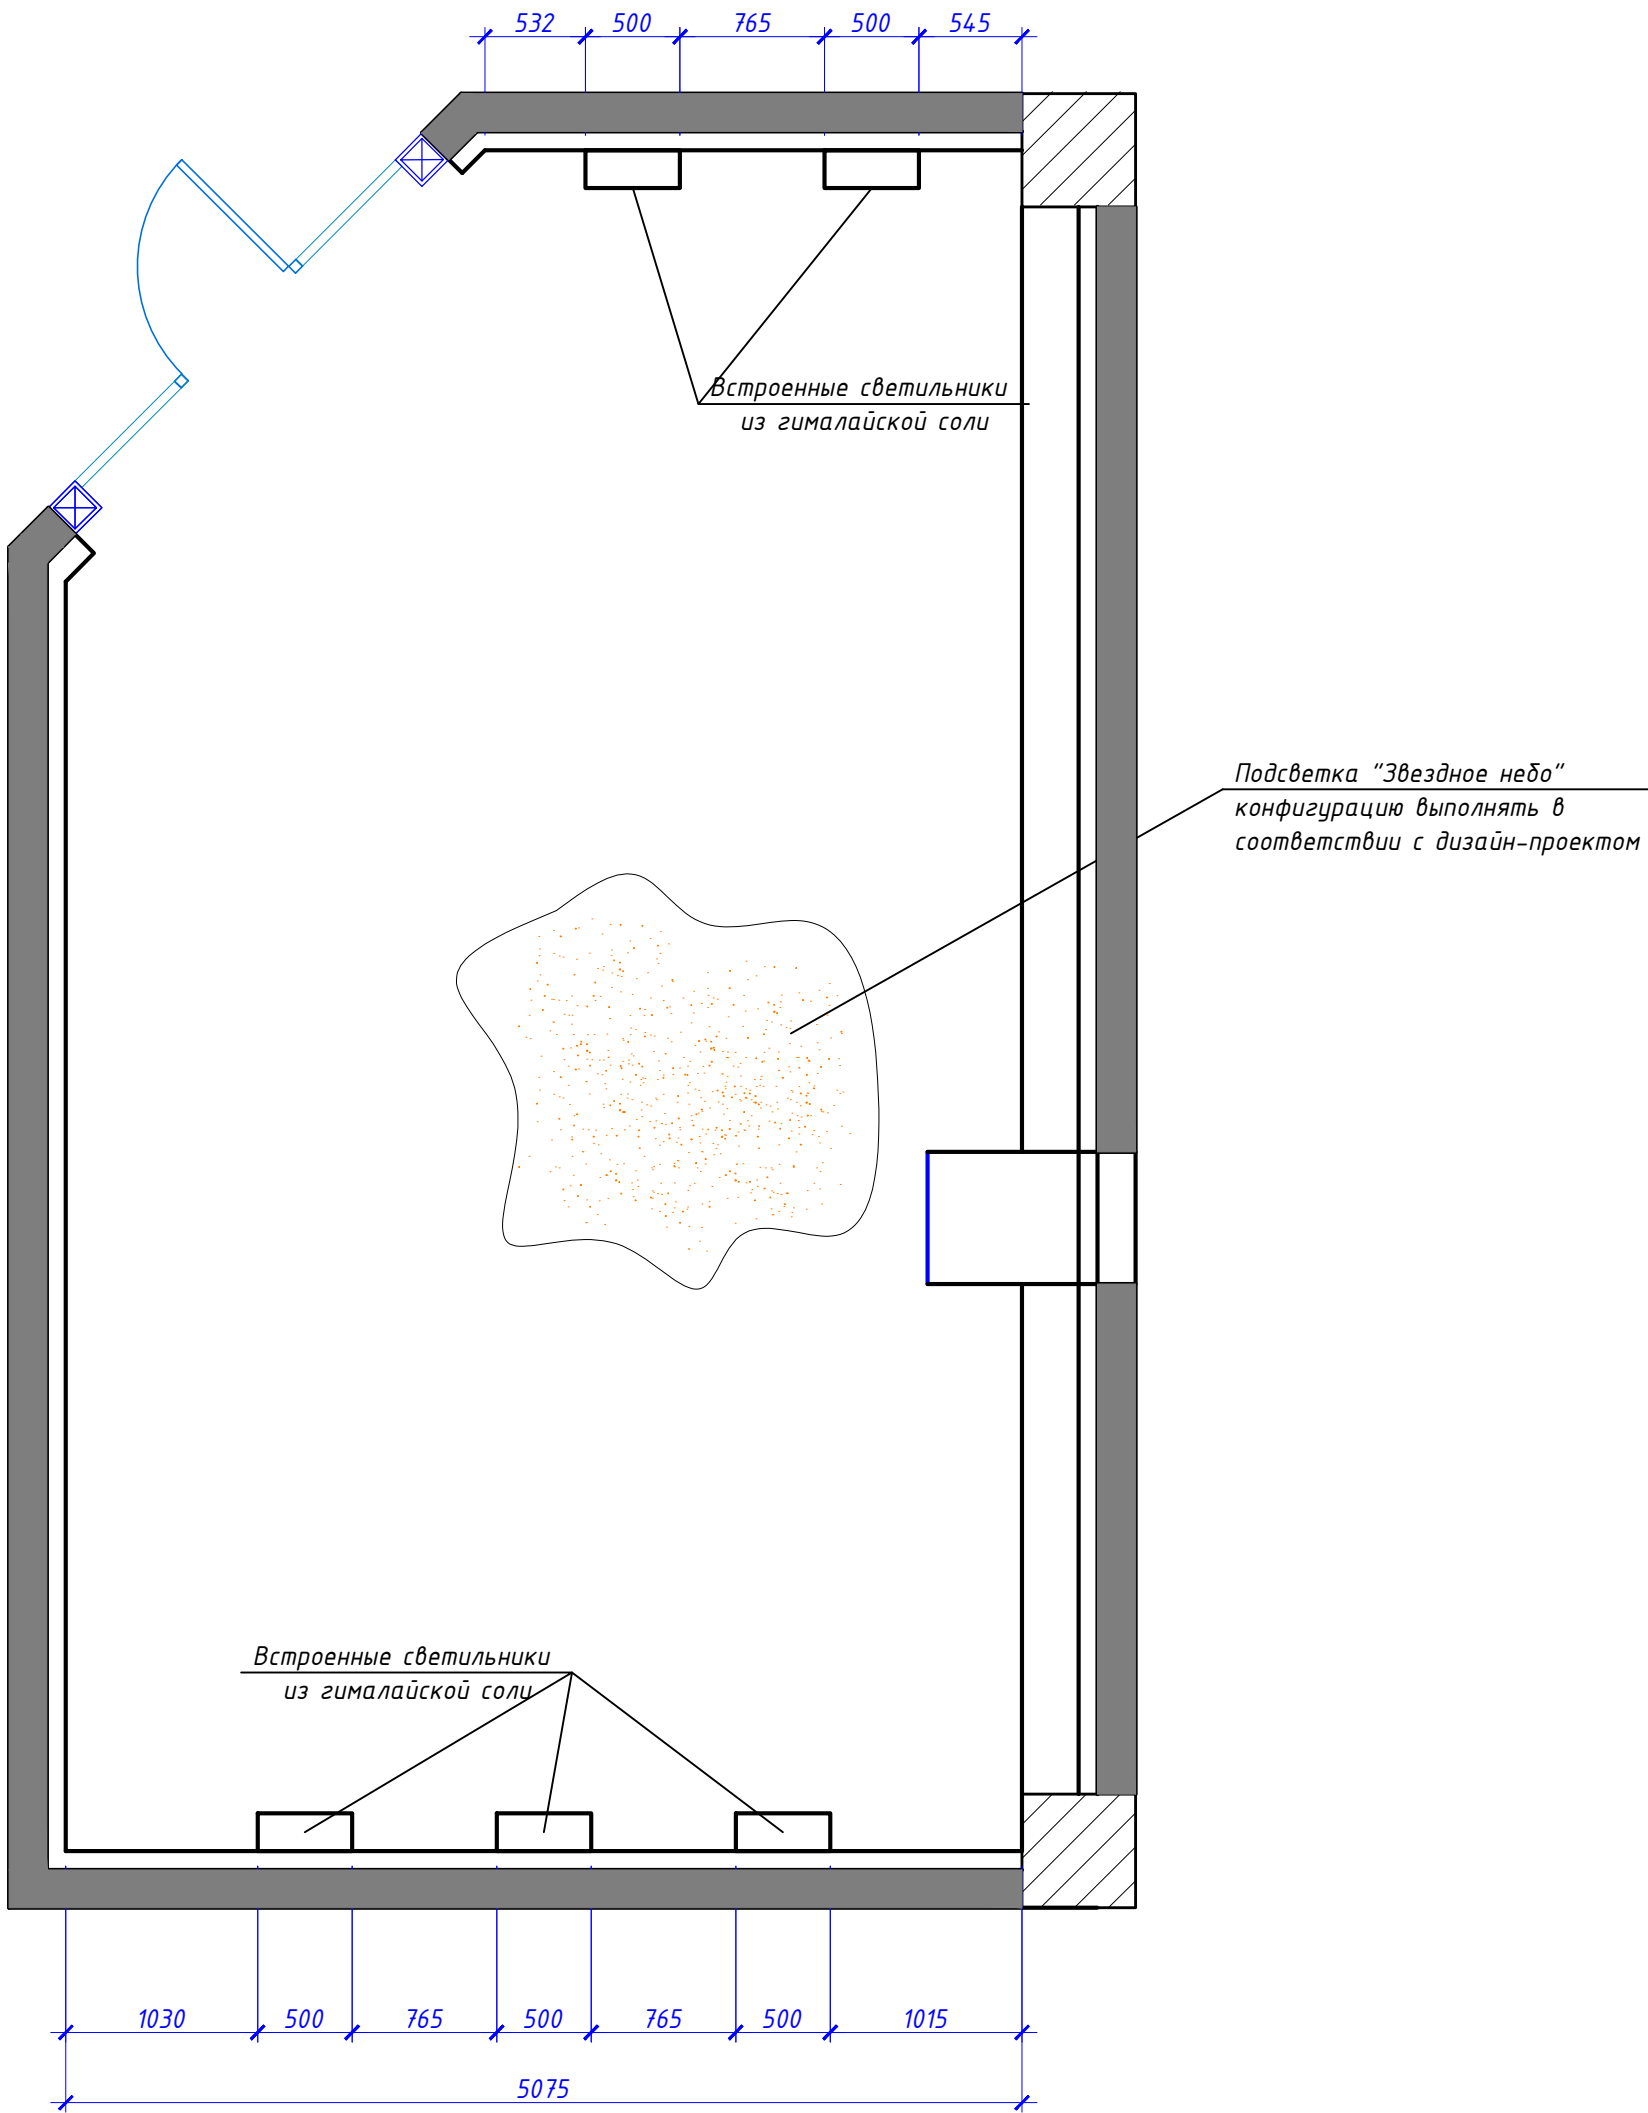 532 500 765 500 545
Встроенные светильники
из гималайской соли
Подсветка "Звездное небо"
конфигурацию выполнять в
соответствии с дизайн-проектом
Встроенные светильники
из гималайской соли
1030 500 765 500 765 500 1015
5075